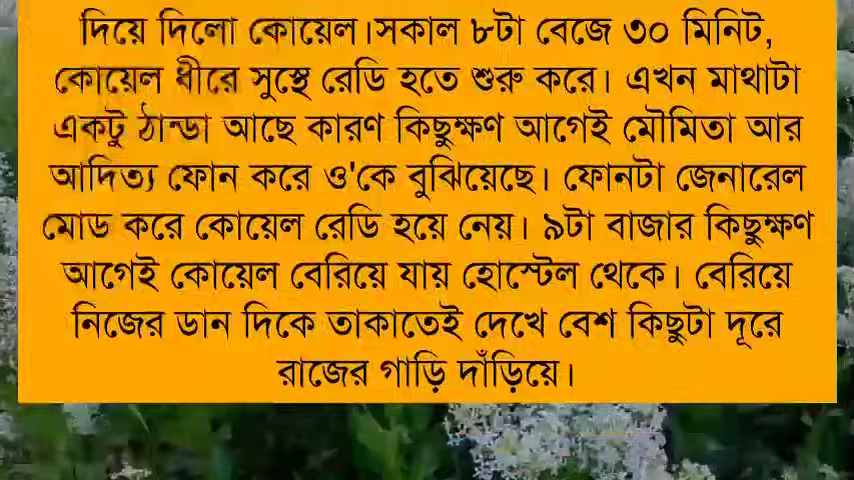 দিয়ে দিলো কোয়েল।সকাল ৮টা বেজে ৩০ মিনিট,
কোয়েল ধীরে সুস্থে রেডি হতে শুরু করে। এখন মাথাটা
একটু ঠান্ডা আছে কারণ কিছুক্ষণ আগেই মৌমিতা আর
আদিত্য ফোন করে ও'কে বুঝিয়েছে। ফোনটা জেনারেল
মোড করে কোয়েল রেডি হয়ে নেয়। ৯টা বাজার কিছুক্ষণ
আগেই কোয়েল বেরিয়ে যায় হোস্টেল থেকে। বেরিয়ে
নিজের ডান দিকে তাকাতেই দেখে বেশ কিছুটা দূরে
রাজের গাড়ি দাঁড়িয়ে।